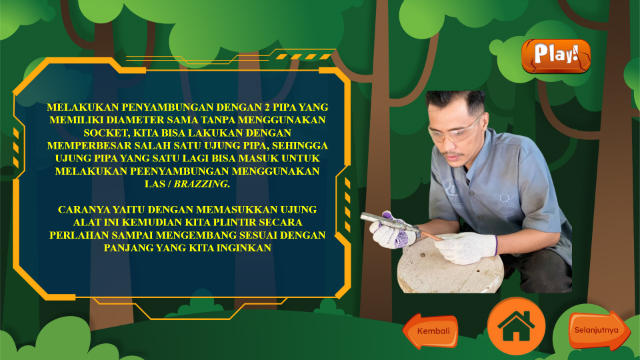 Play!
MELAKUKAN PENYAMBUNGAN DENGAN 2 PIPA YANG
MEMILIKI DIAMETER SAMA TANPA MENGGUNAKAN
SOCKET, KITA BISA LAKUKAN DENGAN
MEMPERBESAR SALAH SATU UJUNG PIPA, SEHINGGA
UJUNG PIPA YANG SATU LAGI BISA MASUK UNTUK
MELAKUKAN PEENYAMBUNGAN MENGGUNAKAN
LAS / BRAZZING.
CARANYA YAITU DENGAN MEMASUKKAN UJUNG
ALAT INI KEMUDIAN KITA PLINTIR SECARA
PERLAHAN SAMPAI MENGEMBANG SESUAI DENGAN
PANJANG YANG KITA INGINKAN
Kembali
Selanjutnya